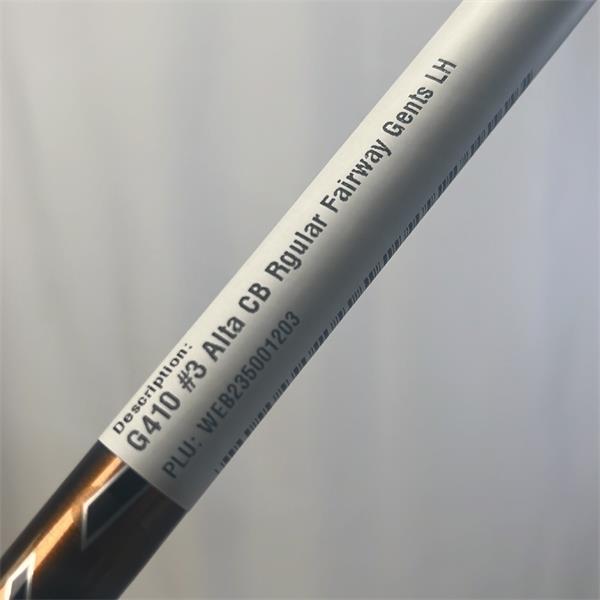 Description:
G410 #3 Alta CB Rgular Fairway Gents LH
PLU: WEB235001203